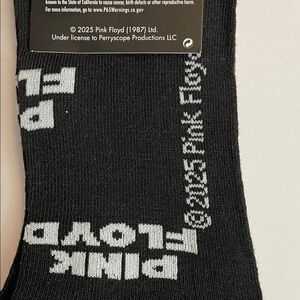 known to the State of California to cause cancer, birth defects or other reproductive harm.
For more information, go to: www.P65Warnings.ca.gov
© 2025 Pink Floyd (1987) Ltd.
Under license to Perryscope Productions LLC
PINK
FLOYD
©2025 Pink Floyd
PINK
FLOYD